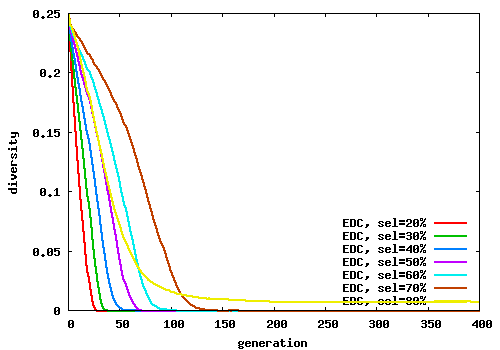 0.25
0.2
0.15
0.1
0.05
0
diversity
EDC, sel=20%
EDC, sel=30%
EDC, sel=40%
EDC, sel=50%
EDC, sel=60%
EDC, sel=70%
EDC, sel=80%
0 50 100 150 200 250 300 350 400
generation